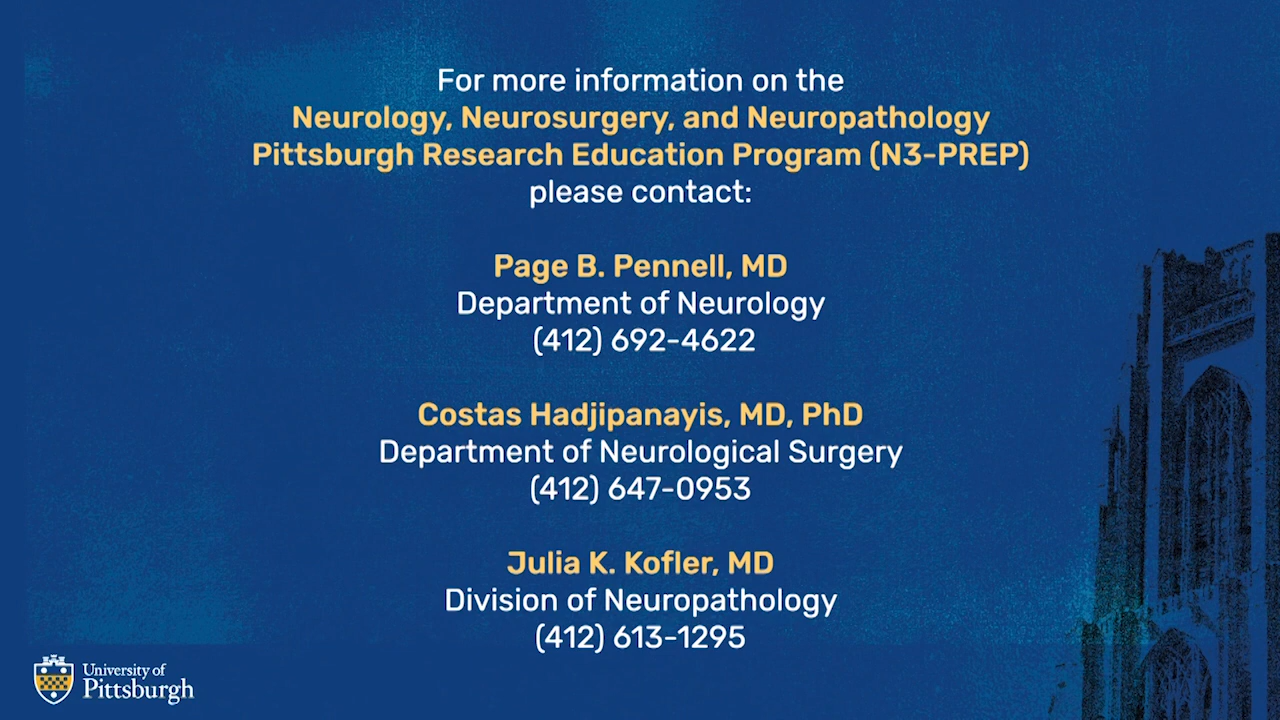 For more information on the
Neurology, Neurosurgery, and Neuropathology
Pittsburgh Research Education Program (N3-PREP)
please contact:
Page B. Pennell, MD
Department of Neurology
(412) 692-4622
Costas Hadjipanayis, MD, PhD
Department of Neurological Surgery
(412) 647-0953
Julia K. Kofler, MD
Division of Neuropathology
(412) 613-1295
University of
Pittsburgh